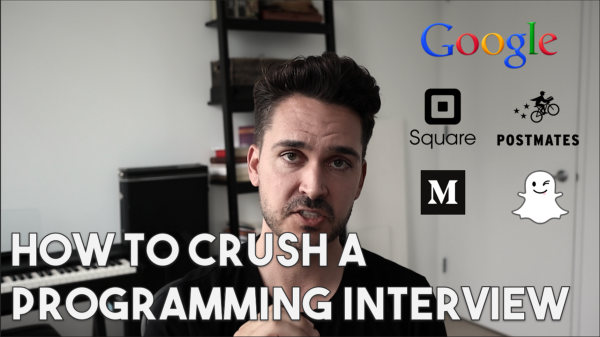 Google
Square
POSTMATES
M
HOW TO CRUSH A
PROGRAMMING INTERVIEW